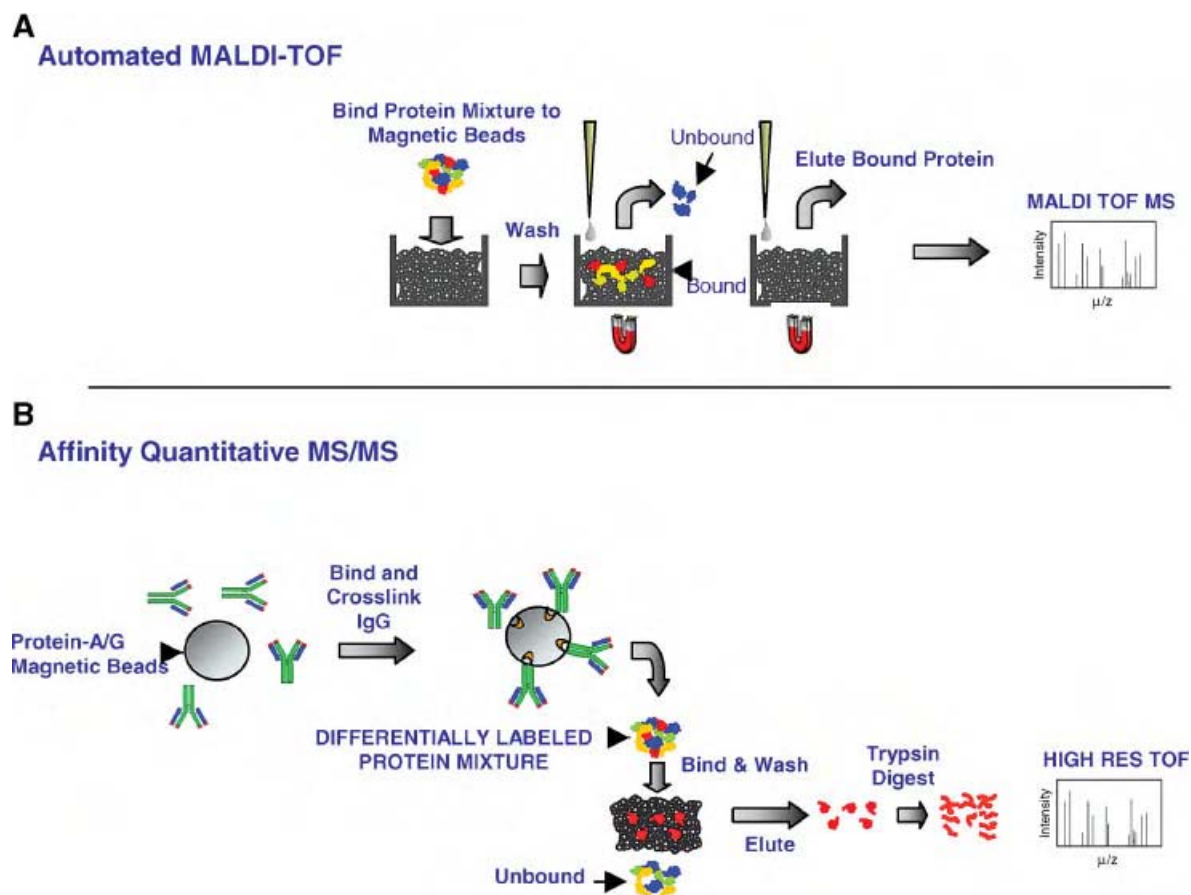 A
Automated MALDI-TOF
Bind Protein Mixture to
Magnetic Beads
Unbound
Elute Bound Protein
MALDI TOF MS
Wash
Bound
Intensity
μ/z
B
Affinity Quantitative MS/MS
Bind and
Crosslink
IgG
Protein-A/G
Magnetic Beads
DIFFERENTIALLY LABELED
PROTEIN MIXTURE
Bind & Wash
Trypsin
Digest
HIGH RES TOF
Elute
Intensity
μ/z
Unbound